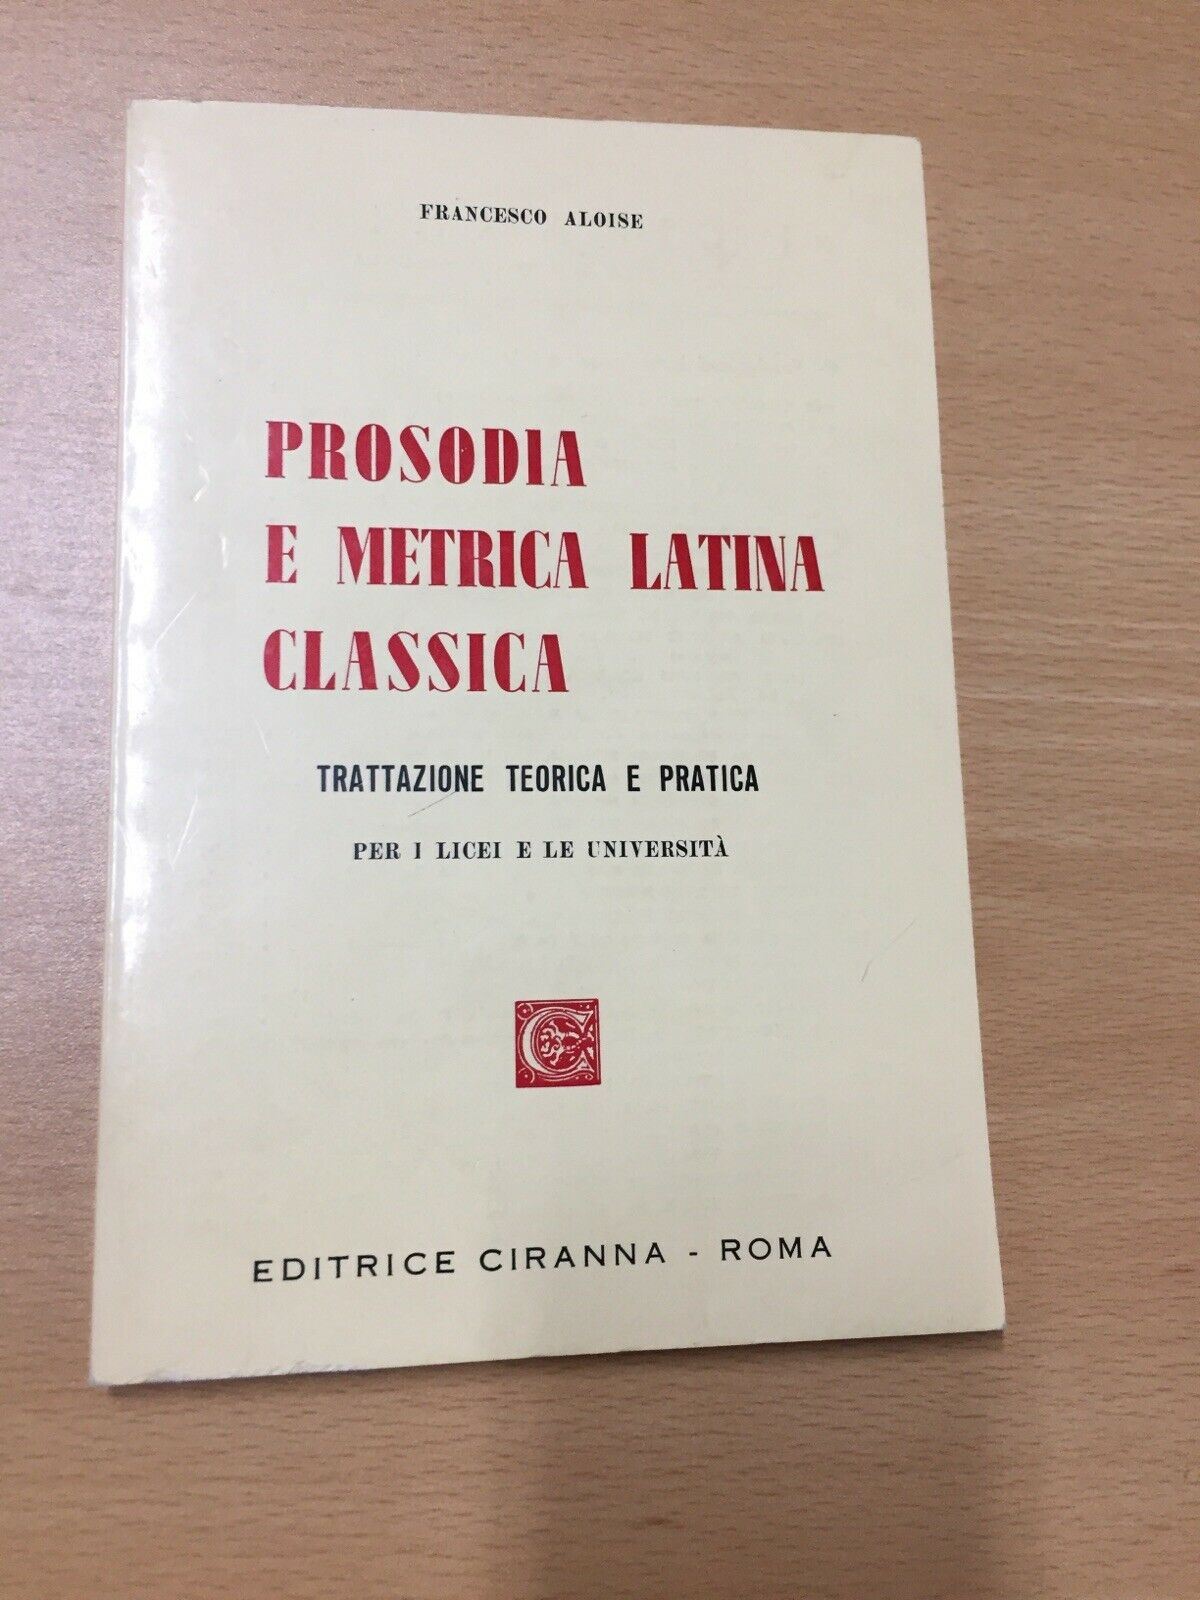 FRANCESCO ALOISE
PROSODIA
E METRICA LATINA
CLASSICA
TRATTAZIONE TEORICA E PRATICA
PER I LICEI E LE UNIVERSITÀ
C
EDITRICE CIRANNA - ROMA